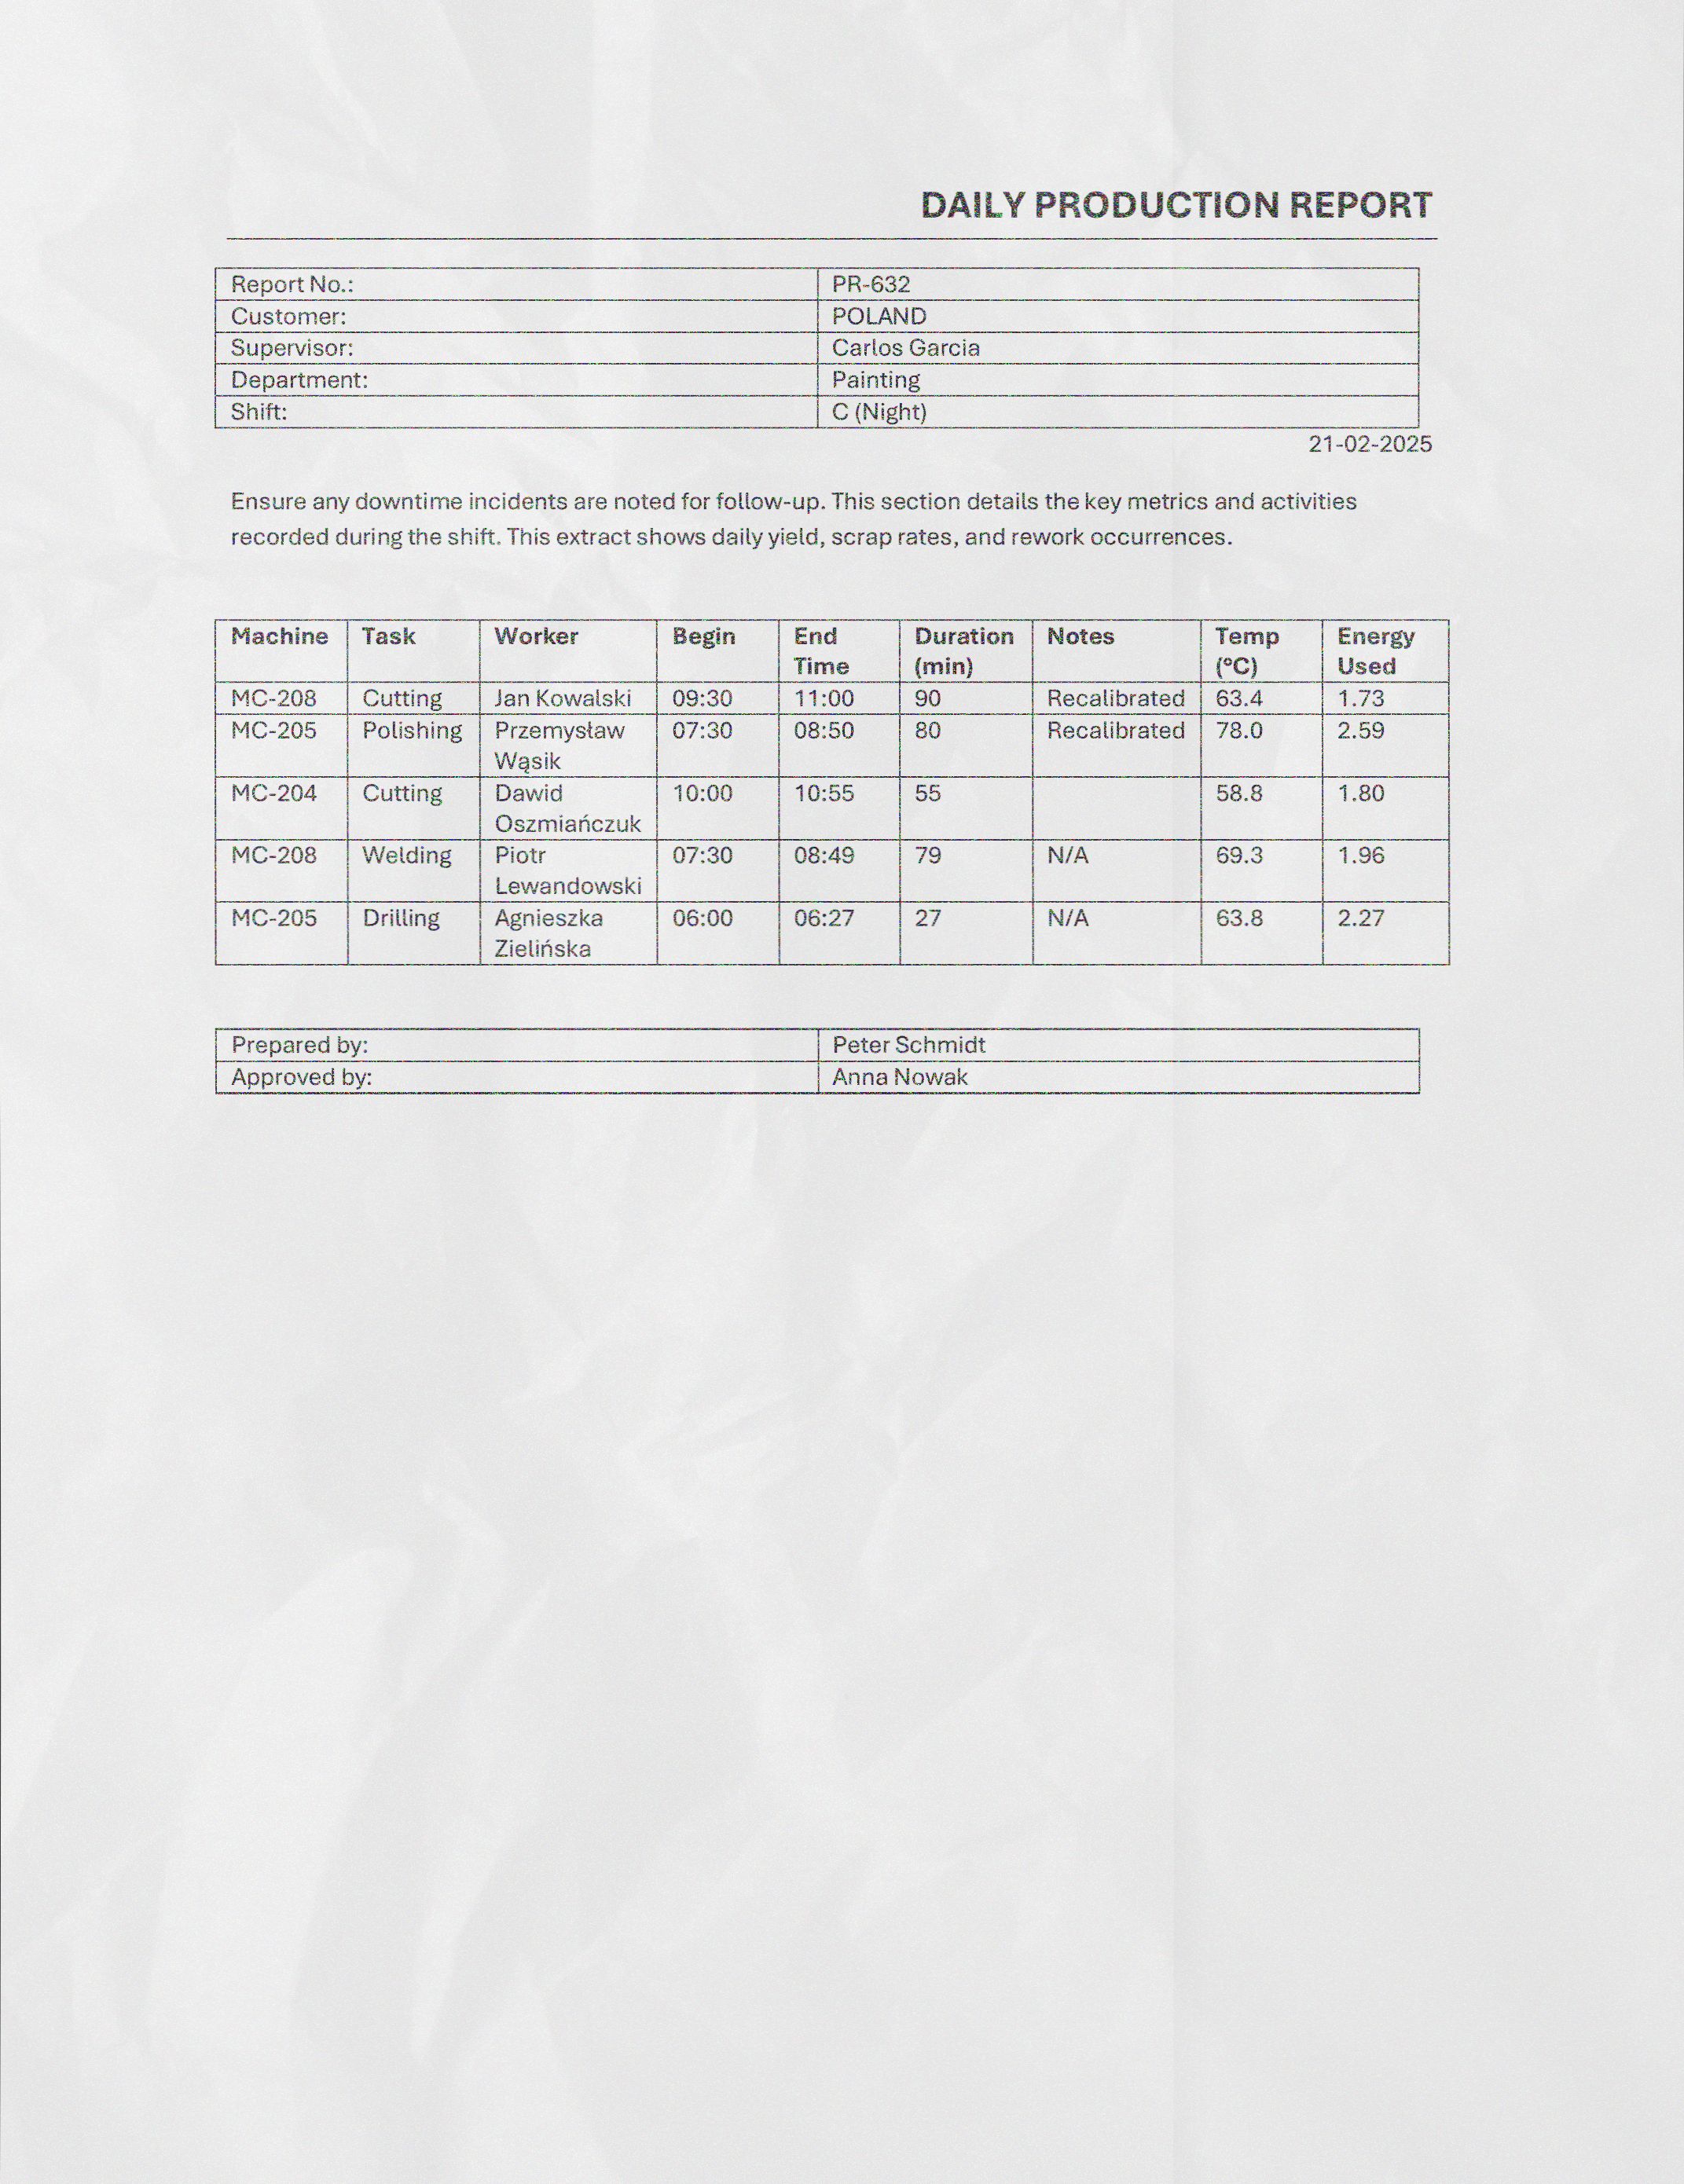 DAILY PRODUCTION REPORT
Report No.: PR-632
Customer: POLAND
Supervisor: Carlos Garcia
Department: Painting
Shift: C (Night)
21-02-2025
Ensure any downtime incidents are noted for follow-up. This section details the key metrics and activities
recorded during the shift. This extract shows daily yield, scrap rates, and rework occurrences.
Machine Task Worker Begin End Duration Notes Temp Energy
Time (min) (°C) Used
MC-208 Cutting Jan Kowalski 09:30 11:00 90 Recalibrated 63.4 1.73
MC-205 Polishing Przemysław 07:30 08:50 80 Recalibrated 78.0 2.59
Wąsik
MC-204 Cutting Dawid 10:00 10:55 55 58.8 1.80
Oszmiańczuk
MC-208 Welding Piotr 07:30 08:49 79 N/A 69.3 1.96
Lewandowski
MC-205 Drilling Agnieszka 06:00 06:27 27 N/A 63.8 2.27
Zielińska
Prepared by: Peter Schmidt
Approved by: Anna Nowak